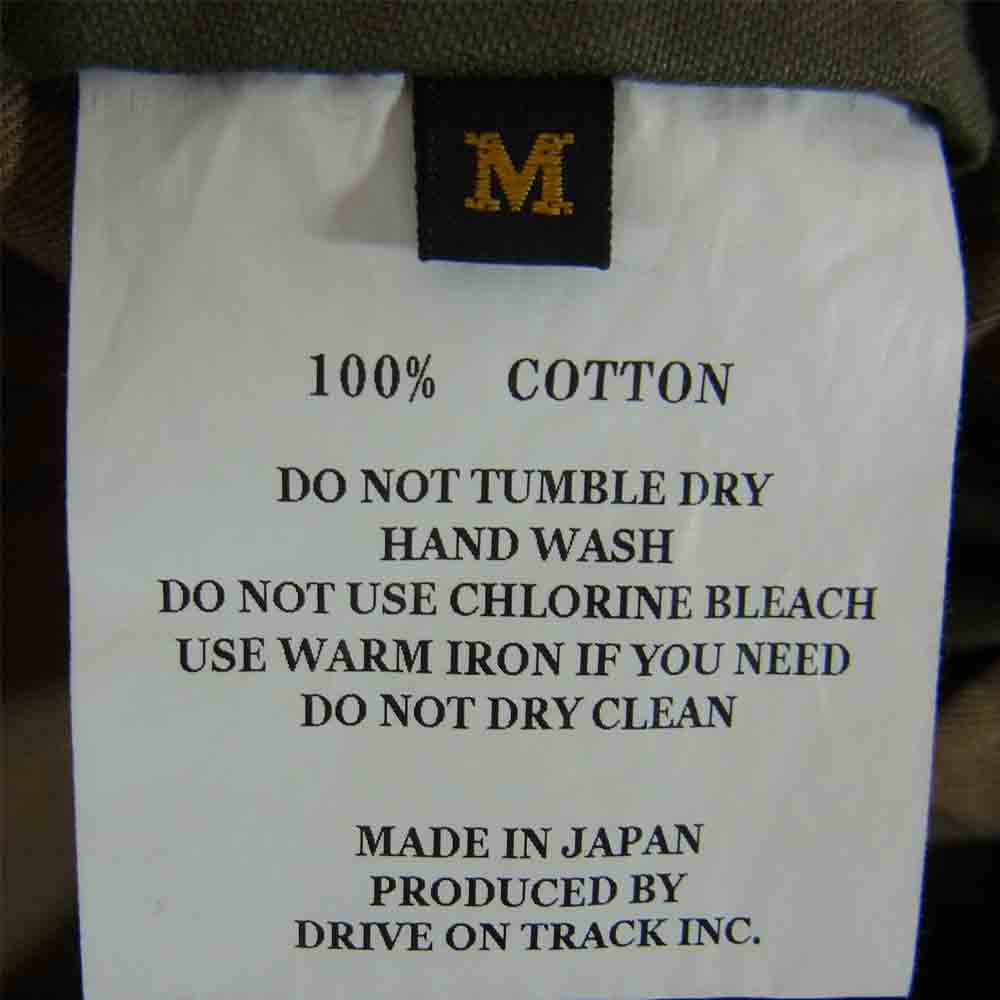 M
100% COTTON
DO NOT TUMBLE DRY
HAND WASH
DO NOT USE CHLORINE BLEACH
USE WARM IRON IF YOU NEED
DO NOT DRY CLEAN
MADE IN JAPAN
PRODUCED BY
DRIVE ON TRACK INC.